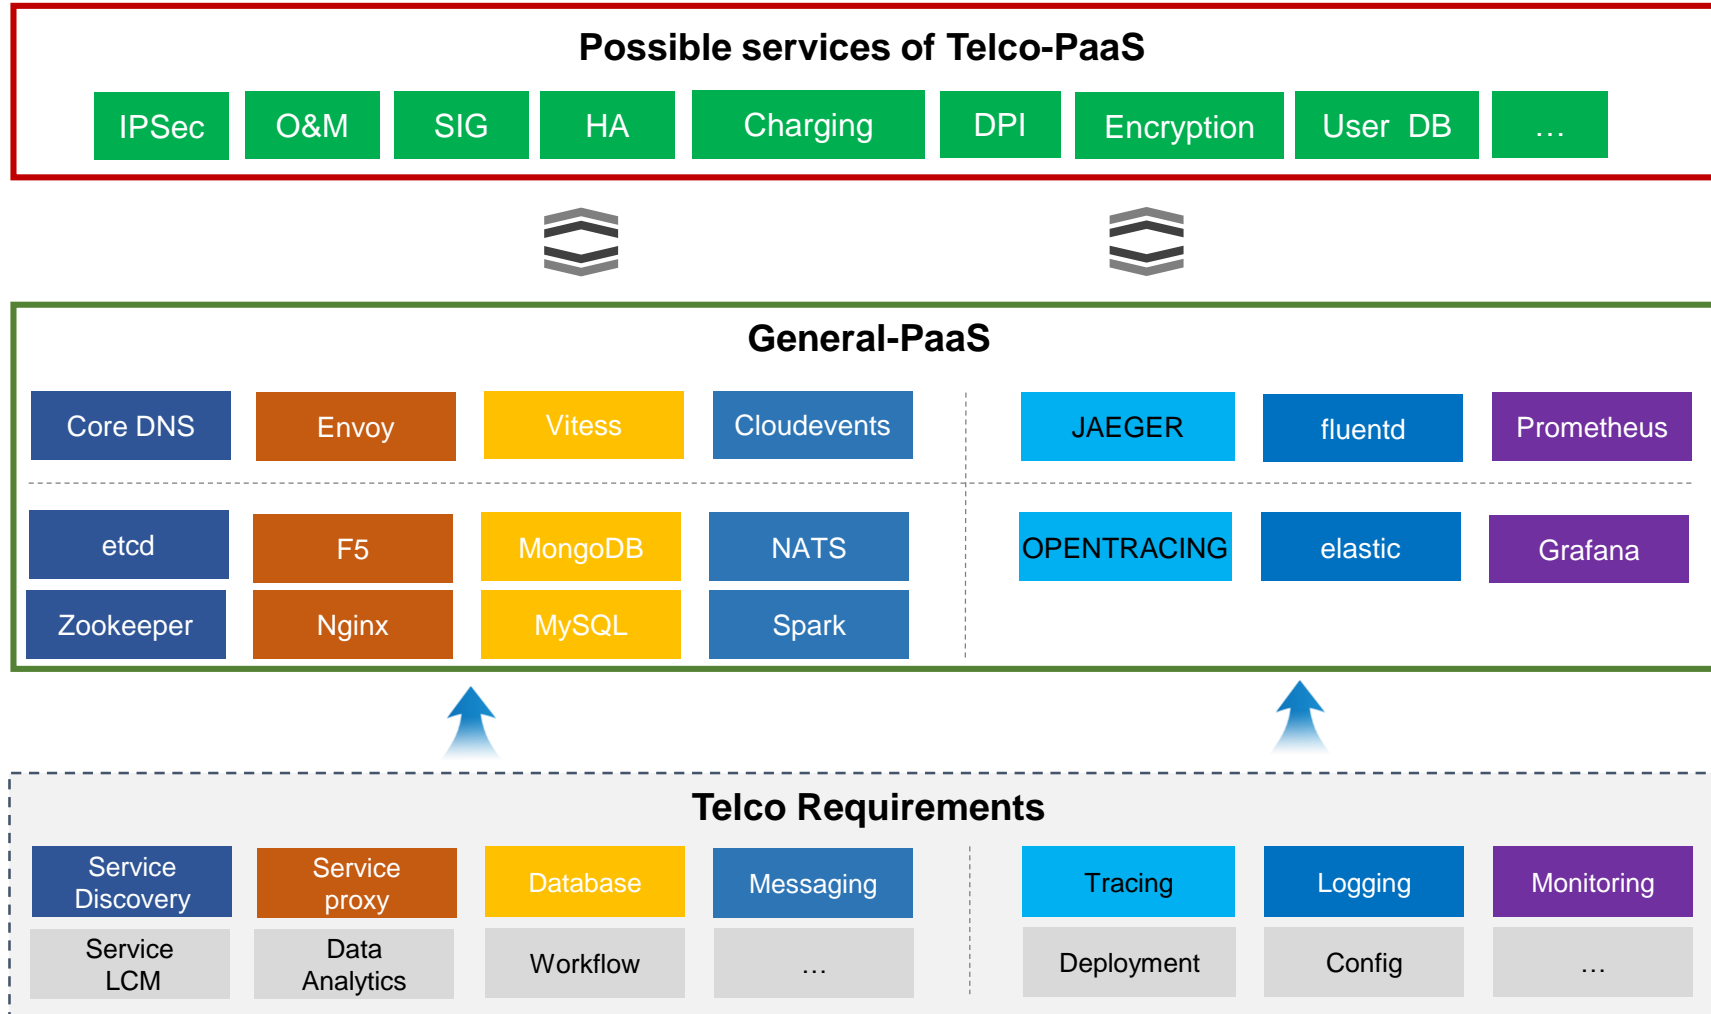 Possible services of Telco-PaaS
IPSec
O&M
SIG
HA
Charging
DPI
Encryption
User DB
...
General-PaaS
Core DNS
Envoy
Vitess
Cloudevents
JAEGER
fluentd
Prometheus
etcd
F5
MongoDB
NATS
OPENTRACING
elastic
Grafana
Zookeeper
Nginx
MySQL
Spark
Telco Requirements
Service
Discovery
Service
proxy
Database
Messaging
Tracing
Logging
Monitoring
Service
LCM
Data
Analytics
Workflow
...
Deployment
Config
...